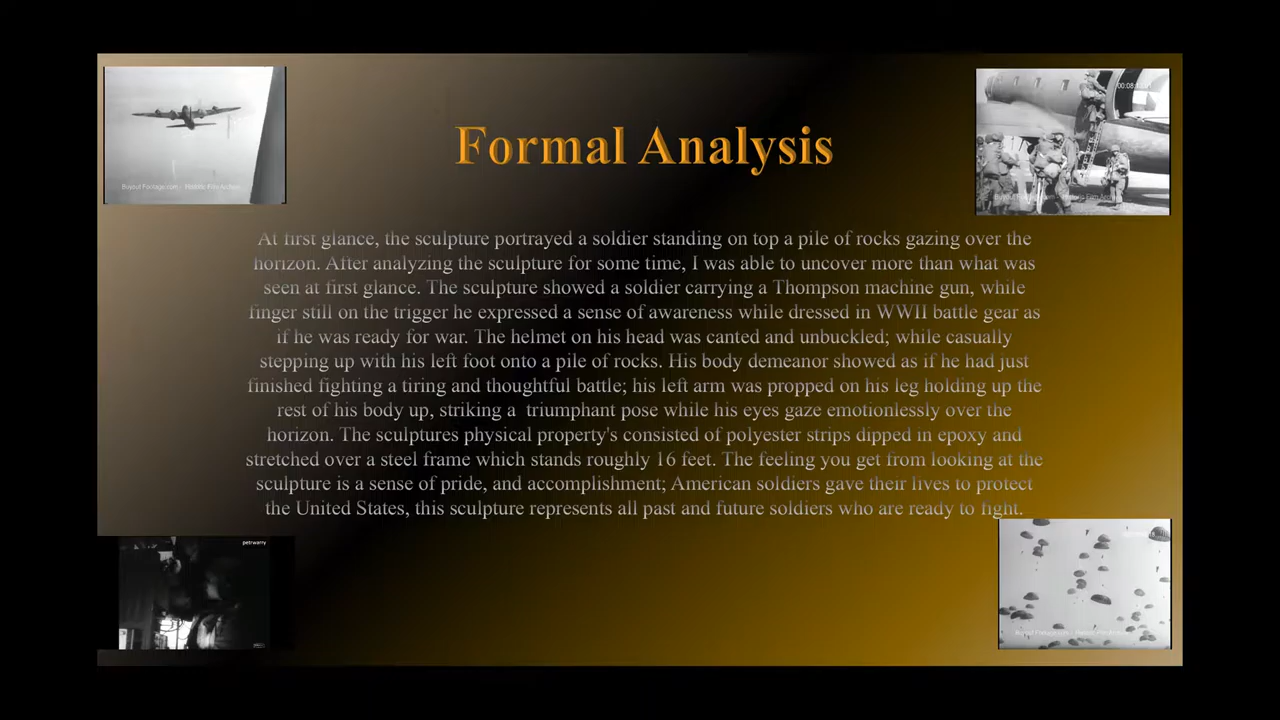 Formal Analysis
At first glance, the sculpture portrayed a soldier standing on top a pile of rocks gazing over the
horizon. After analyzing the sculpture for some time, I was able to uncover more than what was
seen at first glance. The sculpture showed a soldier carrying a Thompson machine gun, while
finger still on the trigger he expressed a sense of awareness while dressed in WWII battle gear as
if he was ready for war. The helmet on his head was canted and unbuckled; while casually
stepping up with his left foot onto a pile of rocks. His body demeanor showed as if he had just
finished fighting a tiring and thoughtful battle; his left arm was propped on his leg holding up the
rest of his body up, striking a triumphant pose while his eyes gaze emotionlessly over the
horizon. The sculptures physical property's consisted of polyester strips dipped in epoxy and
stretched over a steel frame which stands roughly 16 feet. The feeling you get from looking at the
sculpture is a sense of pride, and accomplishment; American soldiers gave their lives to protect
the United States, this sculpture represents all past and future soldiers who are ready to fight.
Buyout Footage.com
petrwarry